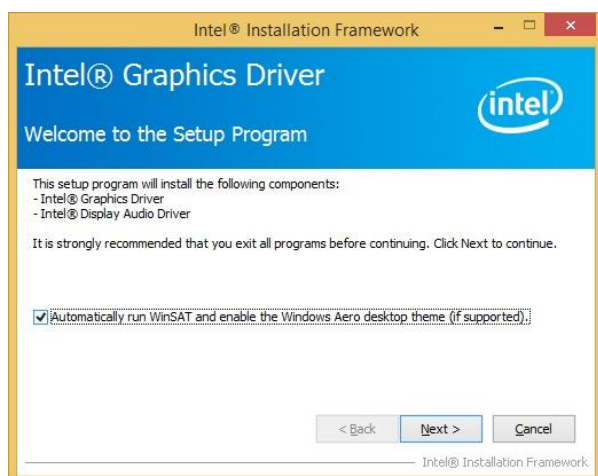 Intel® Installation Framework
Intel® Graphics Driver
intel
Welcome to the Setup Program
This setup program will install the following components:
- Intel® Graphics Driver
- Intel® Display Audio Driver
It is strongly recommended that you exit all programs before continuing. Click Next to continue.
Automatically run WinSAT and enable the Windows Aero desktop theme (if supported).
< Back
Next >
Cancel
Intel® Installation Framework